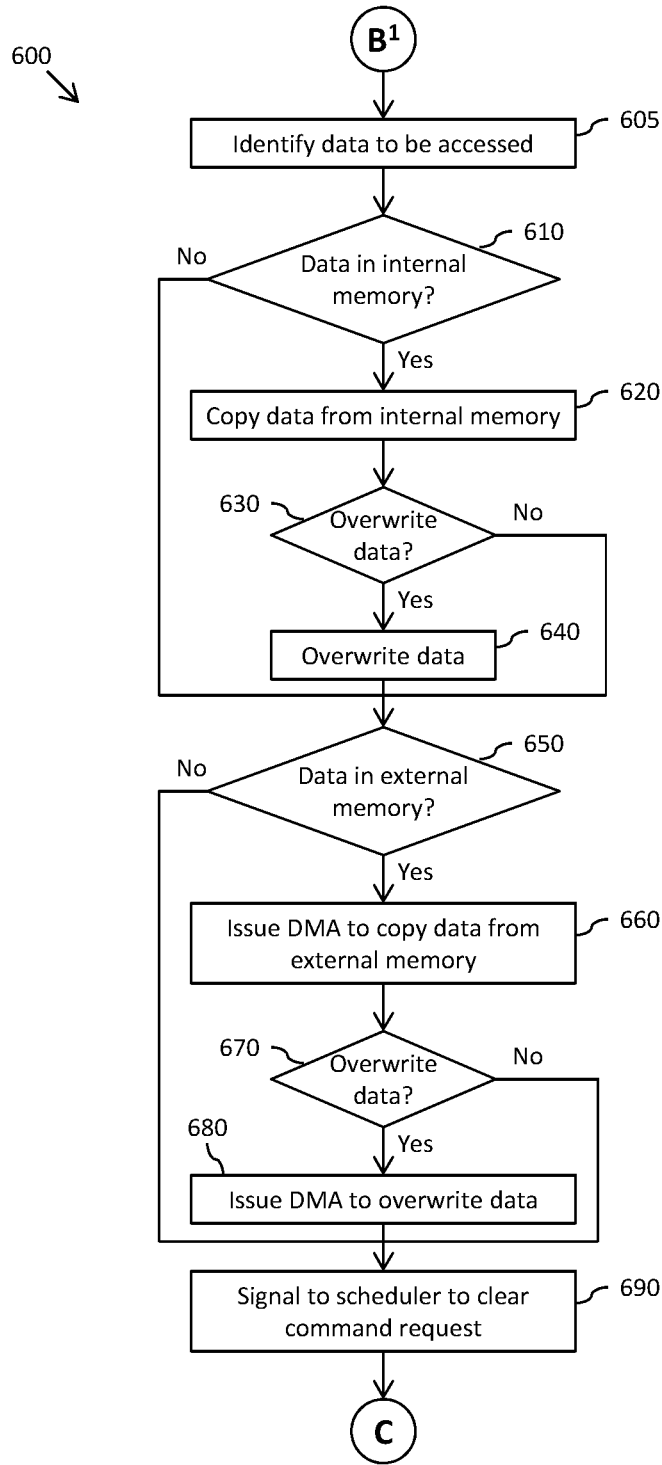 B¹
600
605
Identify data to be accessed
610
No
Data in internal
memory?
Yes
620
Copy data from internal memory
630
No
Overwrite
data?
Yes
640
Overwrite data
650
No
Data in external
memory?
Yes
660
Issue DMA to copy data from
external memory
670
No
Overwrite
data?
680
Yes
Issue DMA to overwrite data
690
Signal to scheduler to clear
command request
C